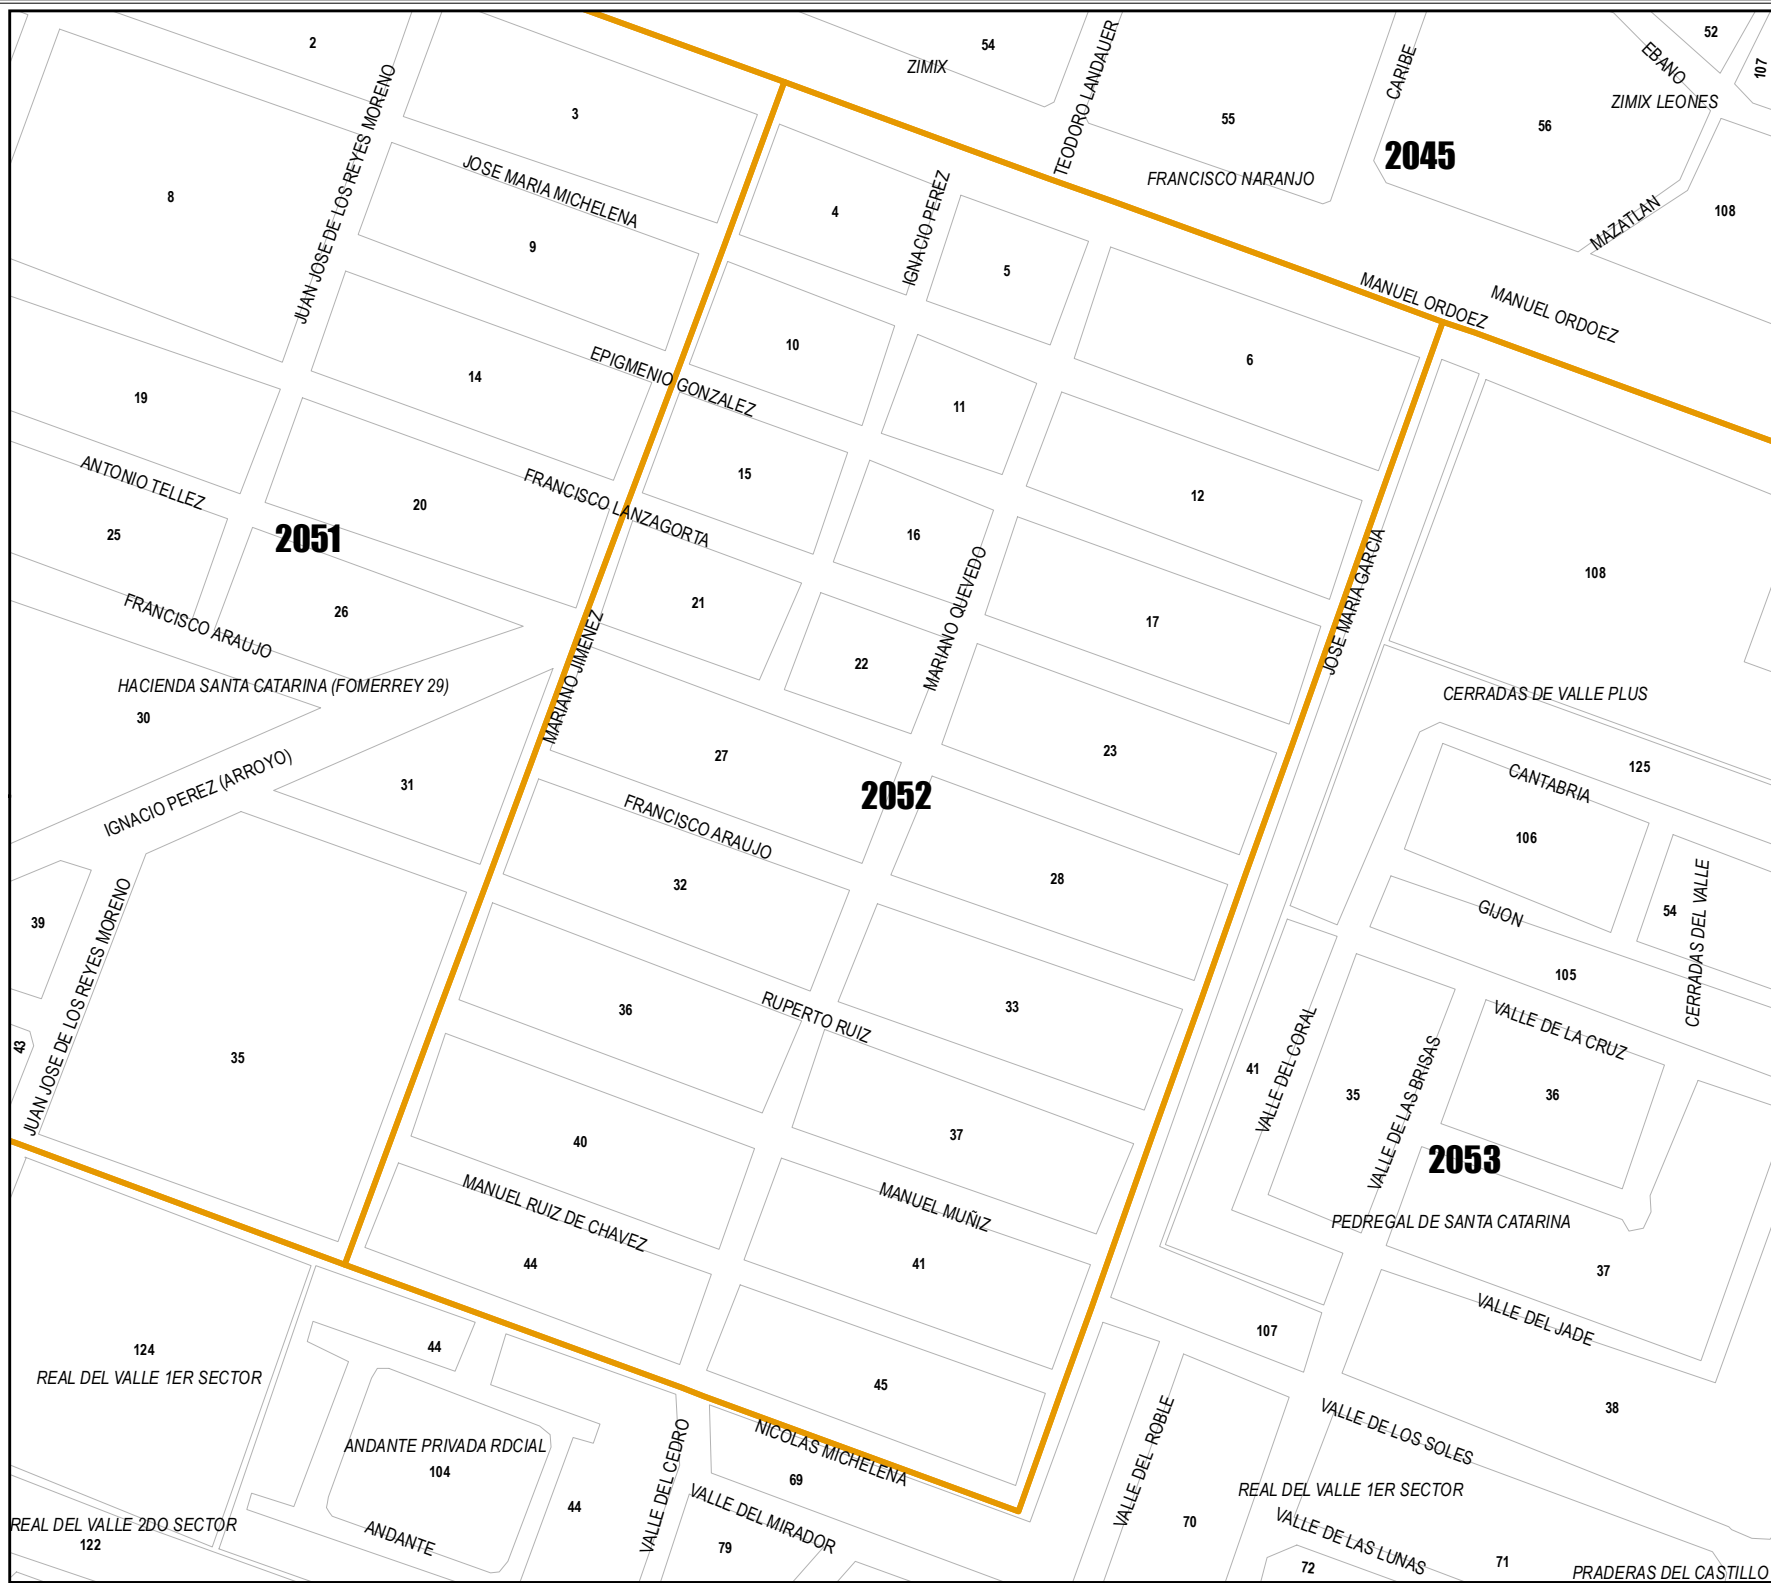 2
54
ZIMIX
TEODORO LANDAUER
CARIBE
52
EBANO
107
ZIMIX LEONES
3
55
56
2045
JUAN JOSE DE LOS REYES MORENO
JOSE MARIA MICHELENA
FRANCISCO NARANJO
8
4
IGNACIO PEREZ
108
MAZATLAN
9
5
MANUEL ORDOEZ
MANUEL ORDOEZ
10
6
EPIGMENIO GONZALEZ
14
19
11
ANTONIO TELLEZ
FRANCISCO LANZAGORTA
15
12
20
25
2051
16
JOSE MARIA GARCIA
108
FRANCISCO ARAUJO
26
21
MARIANO QUEVEDO
17
MARIANO JIMENEZ
22
HACIENDA SANTA CATARINA (FOMERREY 29)
CERRADAS DE VALLE PLUS
30
27
23
125
IGNACIO PEREZ (ARROYO)
31
2052
CANTABRIA
FRANCISCO ARAUJO
106
32
28
CERRADAS DEL VALLE
39
JUAN JOSE DE LOS REYES MORENO
GIJON
54
105
36
RUPERTO RUIZ
33
VALLE DE LA CRUZ
43
35
41
VALLE DEL CORAL
35
VALLE DE LAS BRISAS
36
40
37
2053
MANUEL RUIZ DE CHAVEZ
MANUEL MUÑIZ
PEDREGAL DE SANTA CATARINA
44
41
37
VALLE DEL JADE
124
44
107
REAL DEL VALLE 1ER SECTOR
45
VALLE DEL ROBLE
38
ANDANTE PRIVADA RDCIAL
104
VALLE DEL CEDRO
NICOLAS MICHELENA
VALLE DE LOS SOLES
69
REAL DEL VALLE 1ER SECTOR
44
VALLE DEL MIRADOR
REAL DEL VALLE 2DO SECTOR
122
ANDANTE
79
70
VALLE DE LAS LUNAS
72
71
PRADERAS DEL CASTILLO